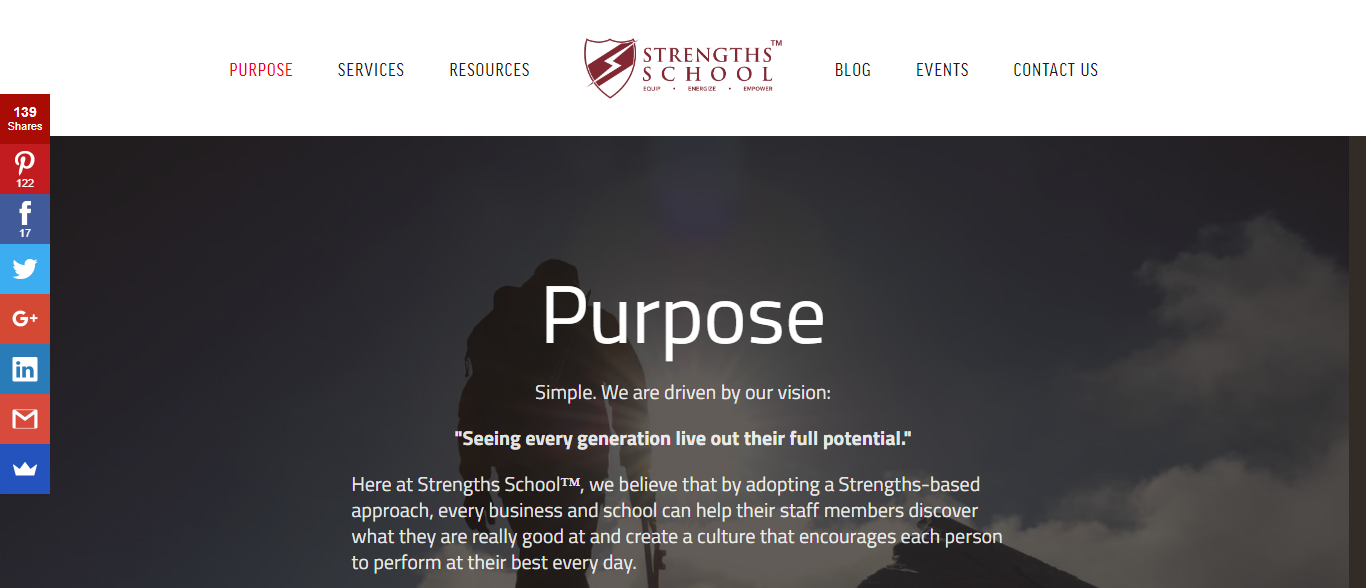 PURPOSE
SERVICES
RESOURCES
STRENGTHS™
SCHOOL
EQUIP • ENERGIZE • EMPOWER
BLOG
EVENTS
CONTACT US
139
Shares
122
17
G+
in
Purpose
Simple. We are driven by our vision:
"Seeing every generation live out their full potential."
Here at Strengths School™, we believe that by adopting a Strengths-based
approach, every business and school can help their staff members discover
what they are really good at and create a culture that encourages each person
to perform at their best every day.